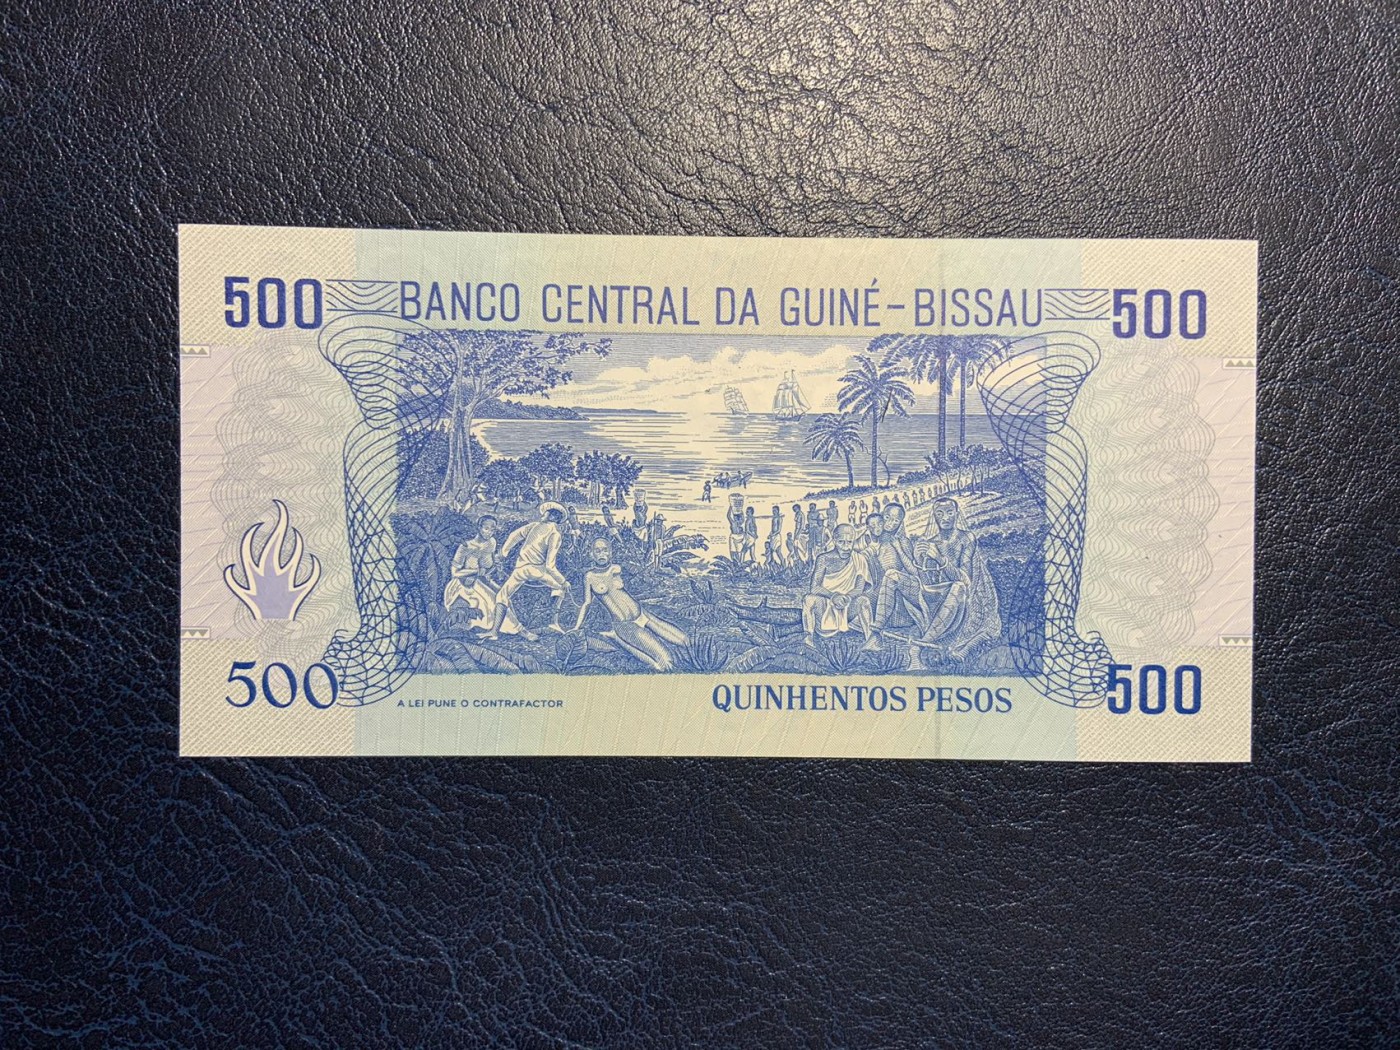 500 BANCO CENTRAL DA GUINÉ-BISSAU 500
500 A LEI PUNE O CONTRAFACTOR QUINHENTOS PESOS 500